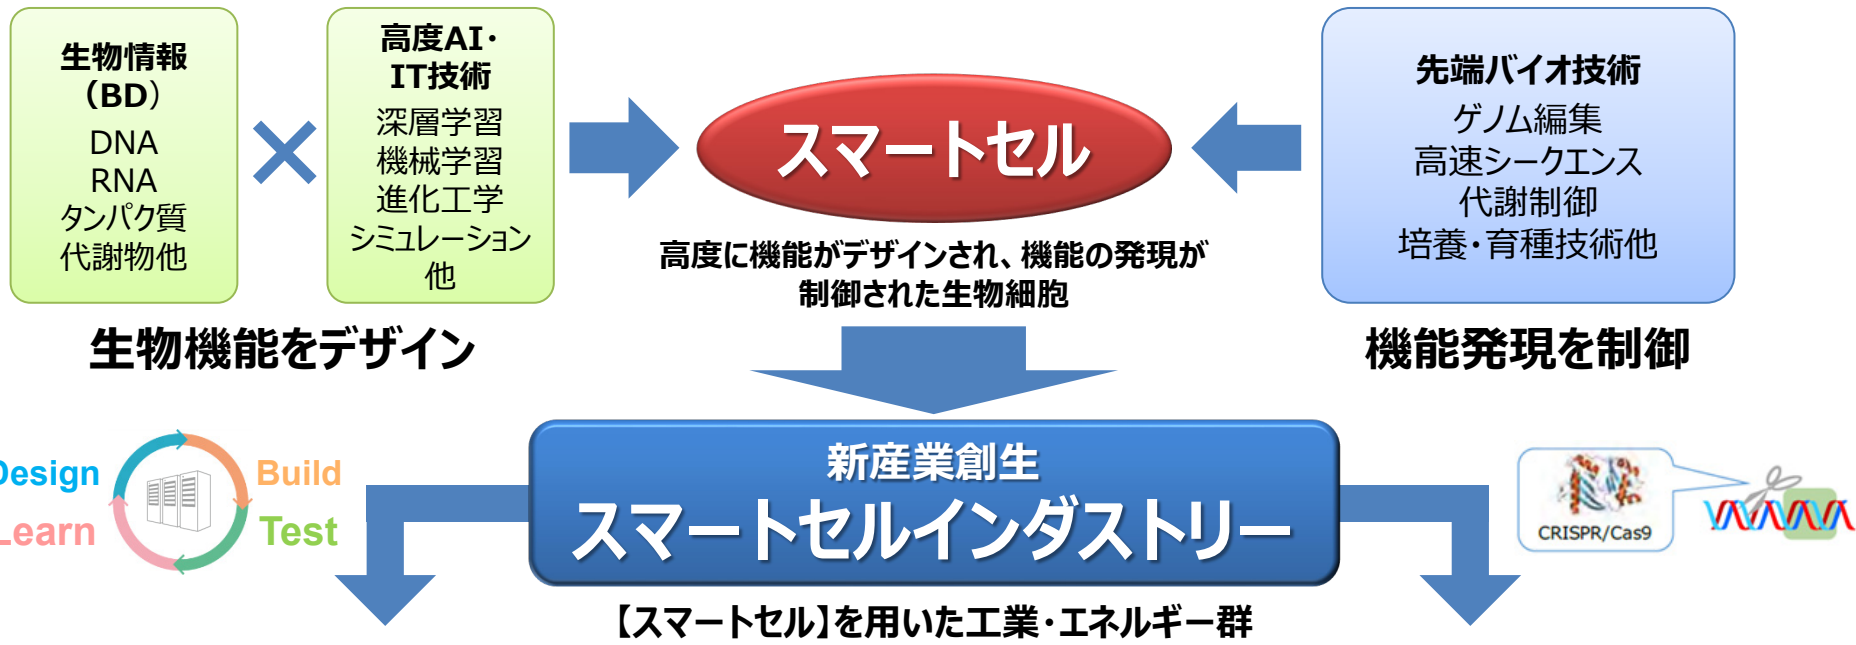 生物情報
（BD）
DNA
RNA
タンパク質
代謝物他
高度AI・
IT技術
深層学習
機械学習
進化工学
シミュレーション
他
スマートセル
高度に機能がデザインされ、機能の発現が
制御された生物細胞
先端バイオ技術
ゲノム編集
高速シークエンス
代謝制御
培養・育種技術他
生物機能をデザイン
機能発現を制御
Design
Build
Learn
Test
新産業創生
スマートセルインダストリー
【スマートセル】を用いた工業・エネルギー群
CRISPR/Cas9